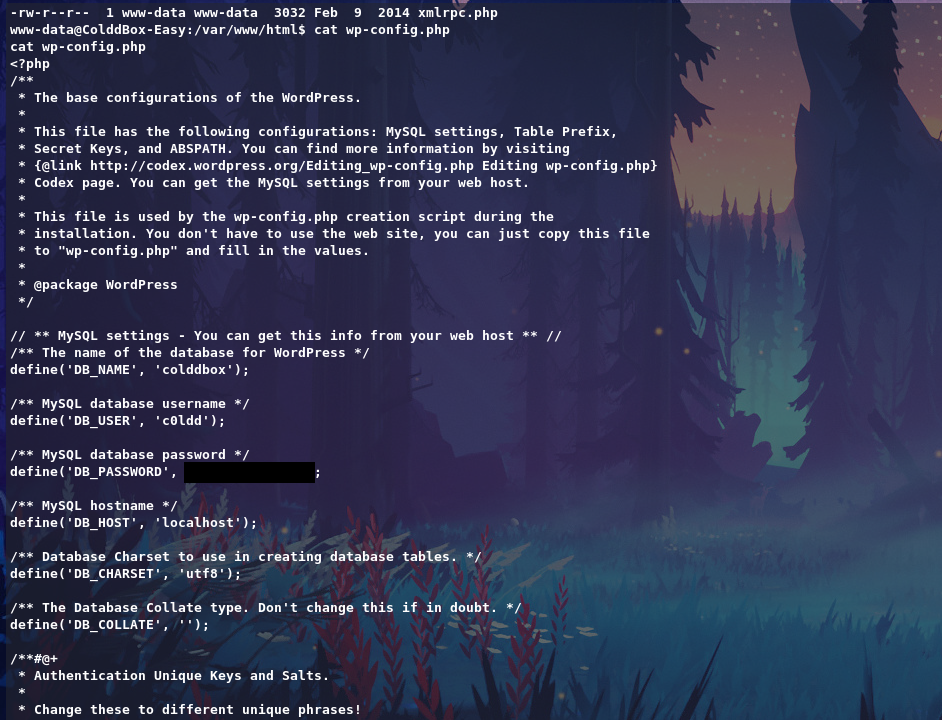 -rw-r--r--  1 www-data www-data  3032 Feb  9  2014 xmlrpc.php
www-data@ColddBox-Easy:/var/www/html$ cat wp-config.php
cat wp-config.php
<?php
/**
 * The base configurations of the WordPress.
 *
 * This file has the following configurations: MySQL settings, Table Prefix,
 * Secret Keys, and ABSPATH. You can find more information by visiting
 * {@link http://codex.wordpress.org/Editing_wp-config.php Editing wp-config.php}
 * Codex page. You can get the MySQL settings from your web host.
 *
 * This file is used by the wp-config.php creation script during the
 * installation. You don't have to use the web site, you can just copy this file
 * to "wp-config.php" and fill in the values.
 *
 * @package WordPress
 */

// ** MySQL settings - You can get this info from your web host ** //
/** The name of the database for WordPress */
define('DB_NAME', 'colddbox');

/** MySQL database username */
define('DB_USER', 'c0ldd');

/** MySQL database password */
define('DB_PASSWORD', ;

/** MySQL hostname */
define('DB_HOST', 'localhost');

/** Database Charset to use in creating database tables. */
define('DB_CHARSET', 'utf8');

/** The Database Collate type. Don't change this if in doubt. */
define('DB_COLLATE', '');

/**#@+
 * Authentication Unique Keys and Salts.
 *
 * Change these to different unique phrases!